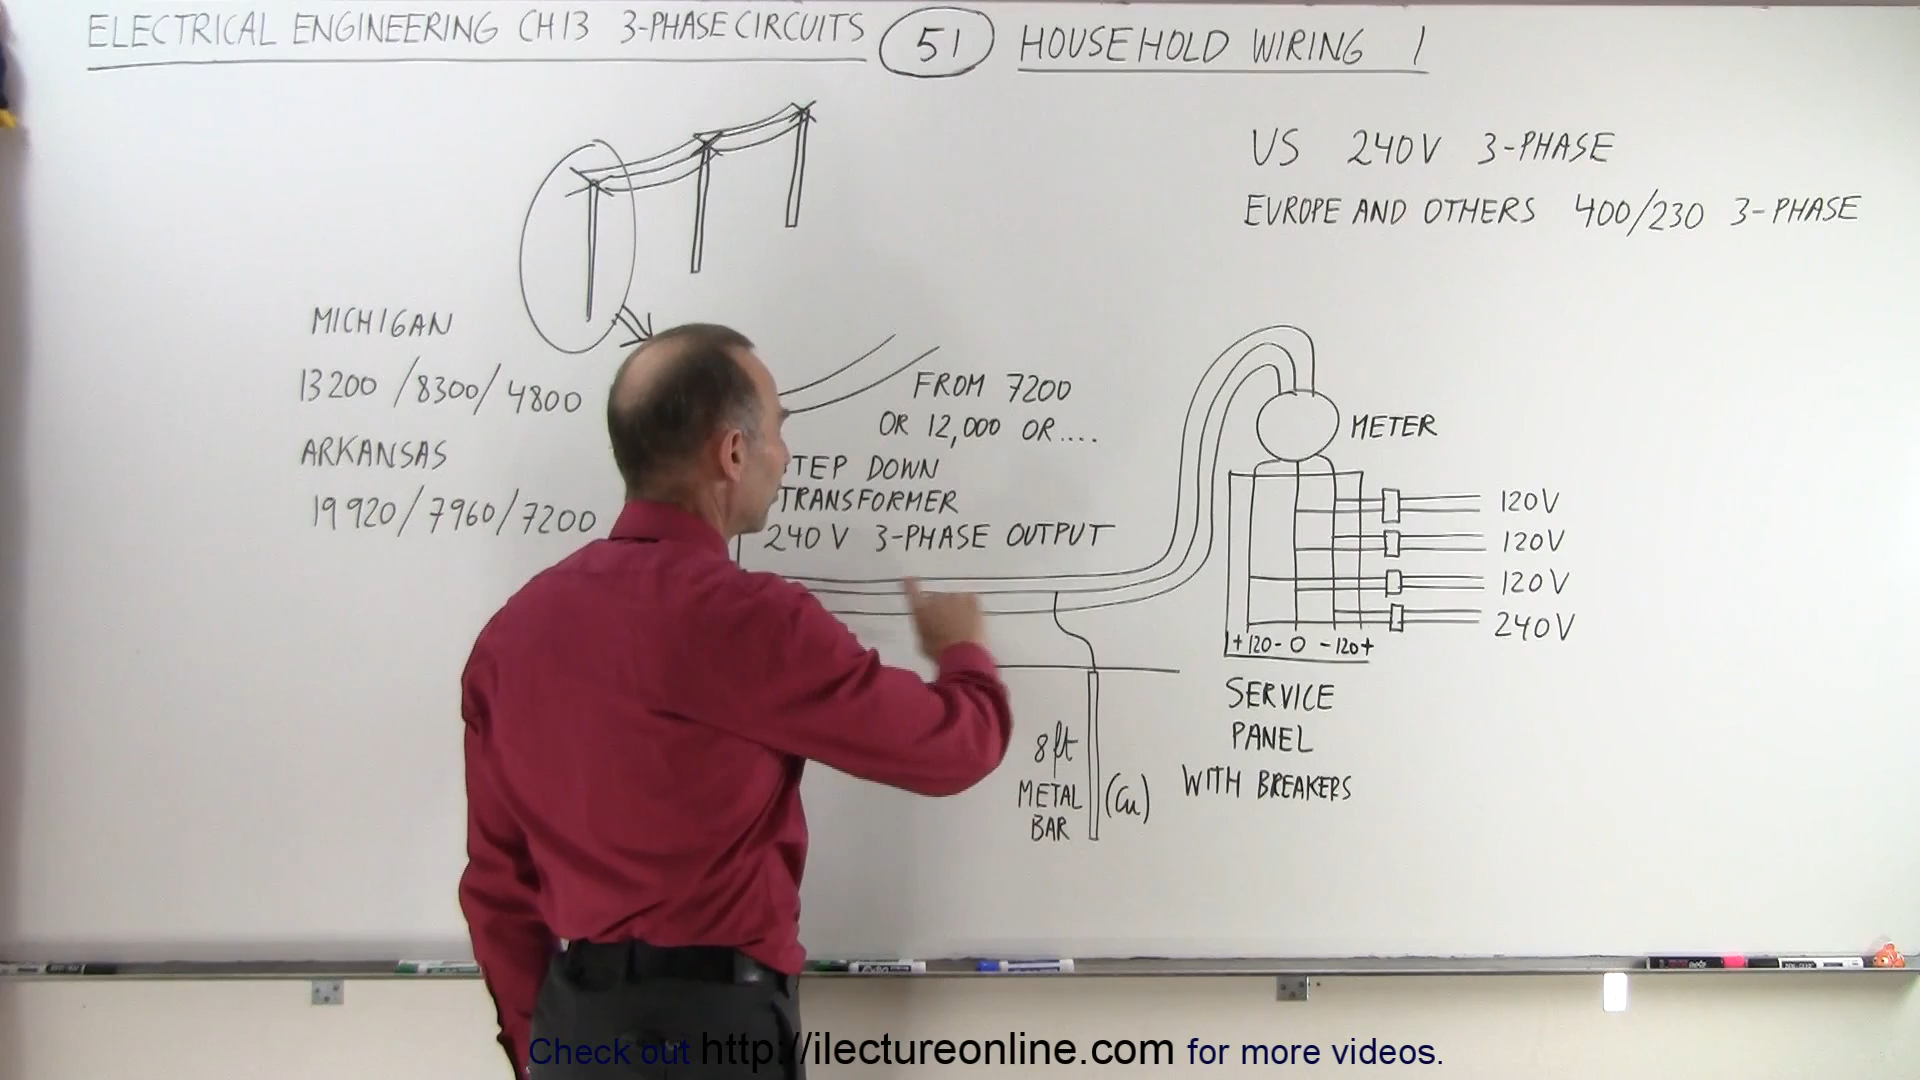 ELECTRICAL ENGINEERING CH 13 3-PHASE CIRCUITS 51 HOUSEHOLD WIRING 1
US 240V 3-PHASE
EUROPE AND OTHERS 400/230 3-PHASE
MICHIGAN
13200/8300/4800
ARKANSAS
19920/7960/7200
FROM 7200
OR 12,000 OR....
TEP DOWN
TRANSFORMER
240 V 3-PHASE OUTPUT
METER
120V
120V
120V
240V
+120- 0 -120+
SERVICE
PANEL
WITH BREAKERS
8ft
METAL
BAR
(Cu)
Check out http://ilectureonline.com for more videos.